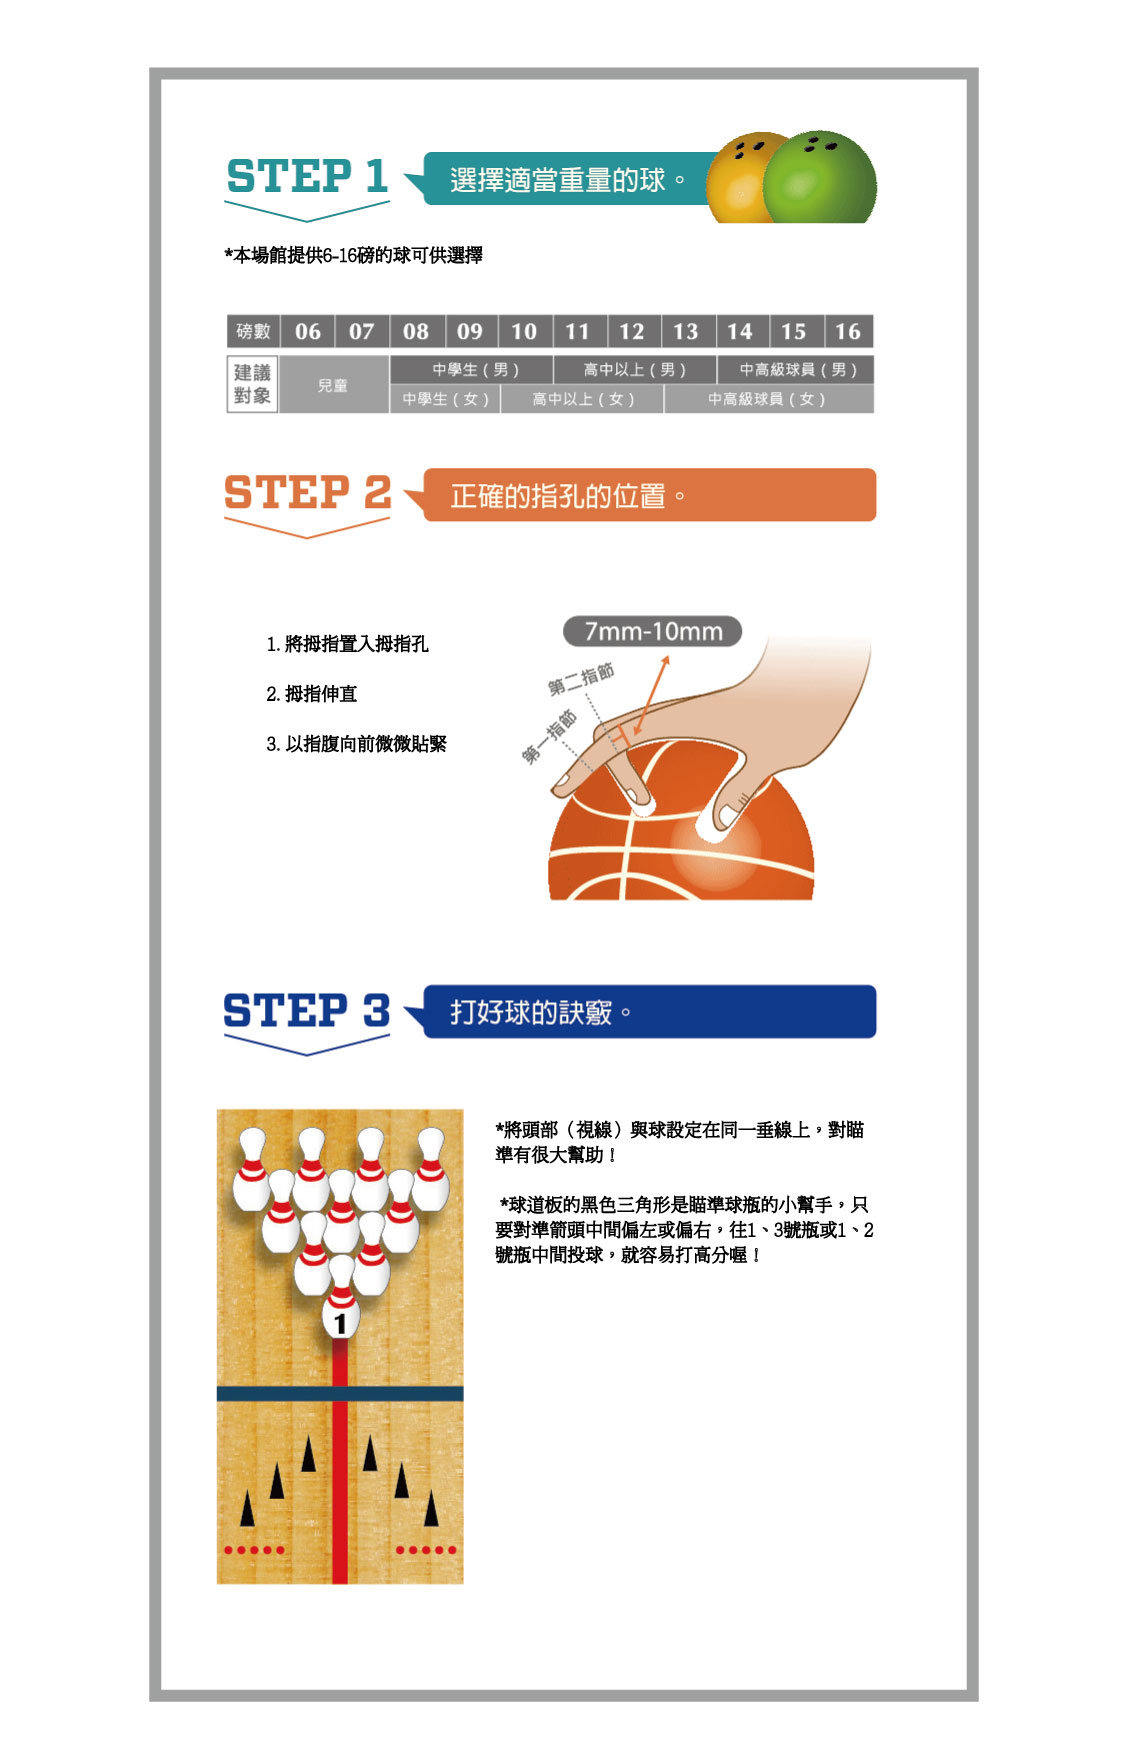 STEP 1
選擇適當重量的球。
*本場館提供6-16磅的球可供選擇
磅數 06 07 08 09 10 11 12 13 14 15 16
建議對象
兒童
中學生(男) 高中以上(男) 中高級球員(男)
中學生(女) 高中以上(女) 中高級球員(女)
STEP 2
正確的指孔的位置。
1. 將拇指置入拇指孔
2. 拇指伸直
3. 以指腹向前微微貼緊
7mm-10mm
第二指節
第一指節
STEP 3
打好球的訣竅。
*將頭部（視線）與球設定在同一垂線上，對瞄
準有很大幫助！
*球道板的黑色三角形是瞄準球瓶的小幫手，只
要對準箭頭中間偏左或偏右，往1、3號瓶或1、2
號瓶中間投球，就容易打高分喔！
1